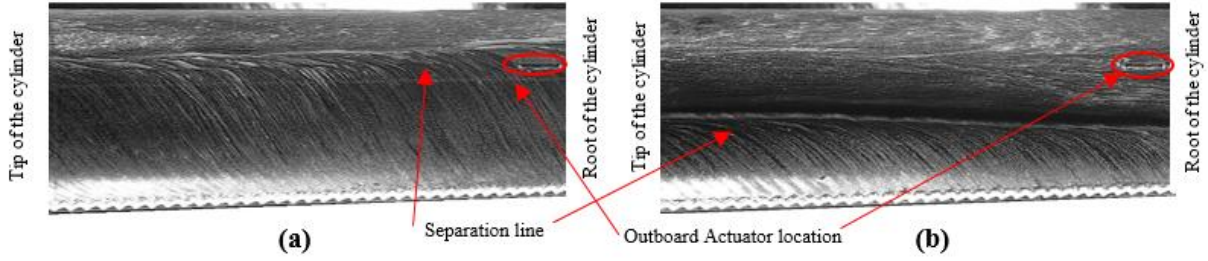 Tip of the cylinder
Root of the cylinder
Tip of the cylinder
Root of the cylinder
(a)
Separation line
Outboard Actuator location
(b)